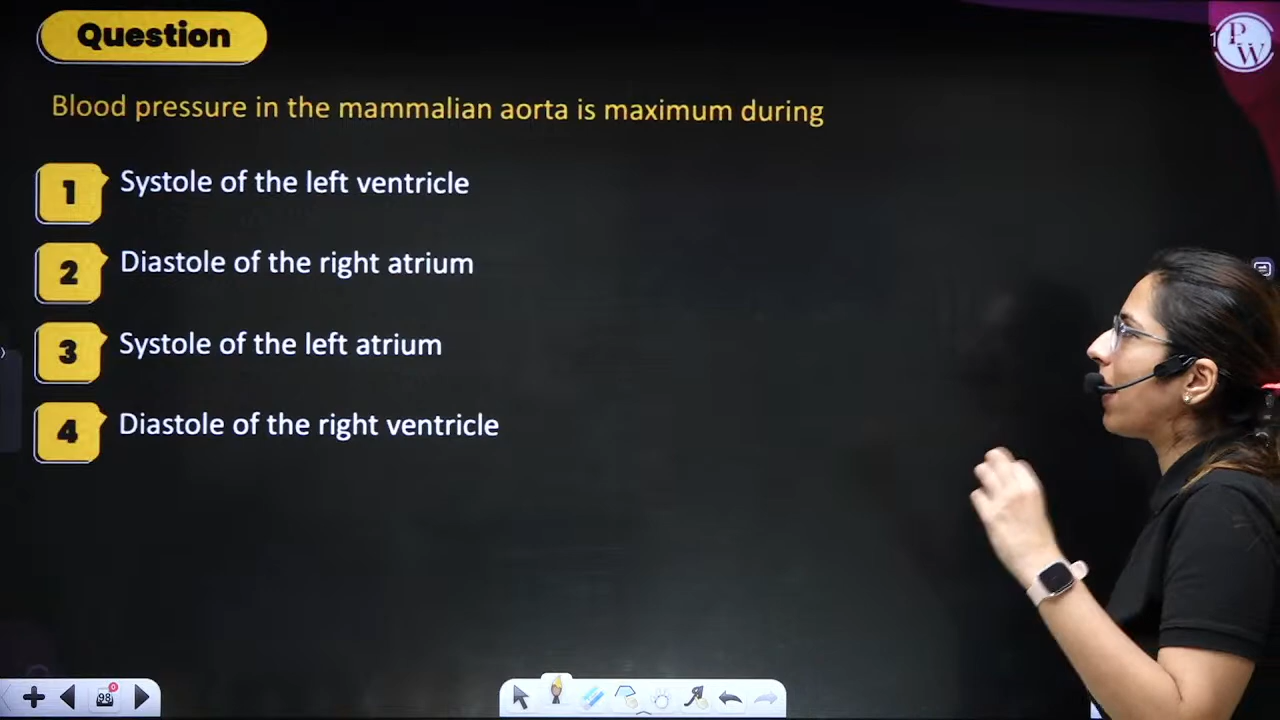 Question
Blood pressure in the mammalian aorta is maximum during
1 Systole of the left ventricle
2 Diastole of the right atrium
3 Systole of the left atrium
4 Diastole of the right ventricle
PW
98